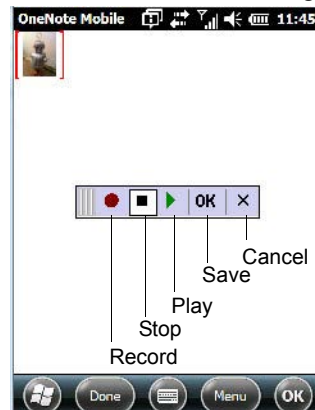 OneNote Mobile 11:45
OK
Cancel
Save
Play
Stop
Record
Done Menu OK